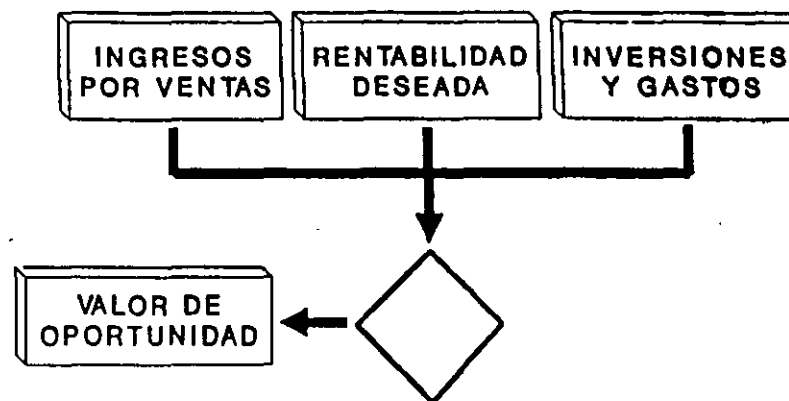 INGRESOS
POR VENTAS
RENTABILIDAD
DESEADA
INVERSIONES
Y GASTOS
VALOR DE
OPORTUNIDAD